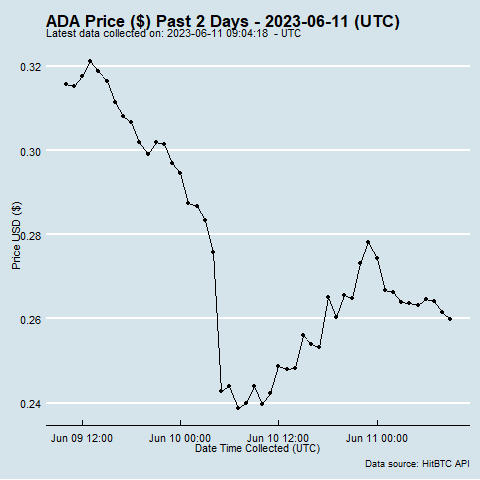 ADA Price ($) Past 2 Days - 2023-06-11 (UTC)
Latest data collected on: 2023-06-11 09:04:18  - UTC
0.32
0.30
0.28
0.26
0.24
Price USD ($)
Jun 09 12:00
Jun 10 00:00
Jun 10 12:00
Jun 11 00:00
Date Time Collected (UTC)
Data source: HitBTC API